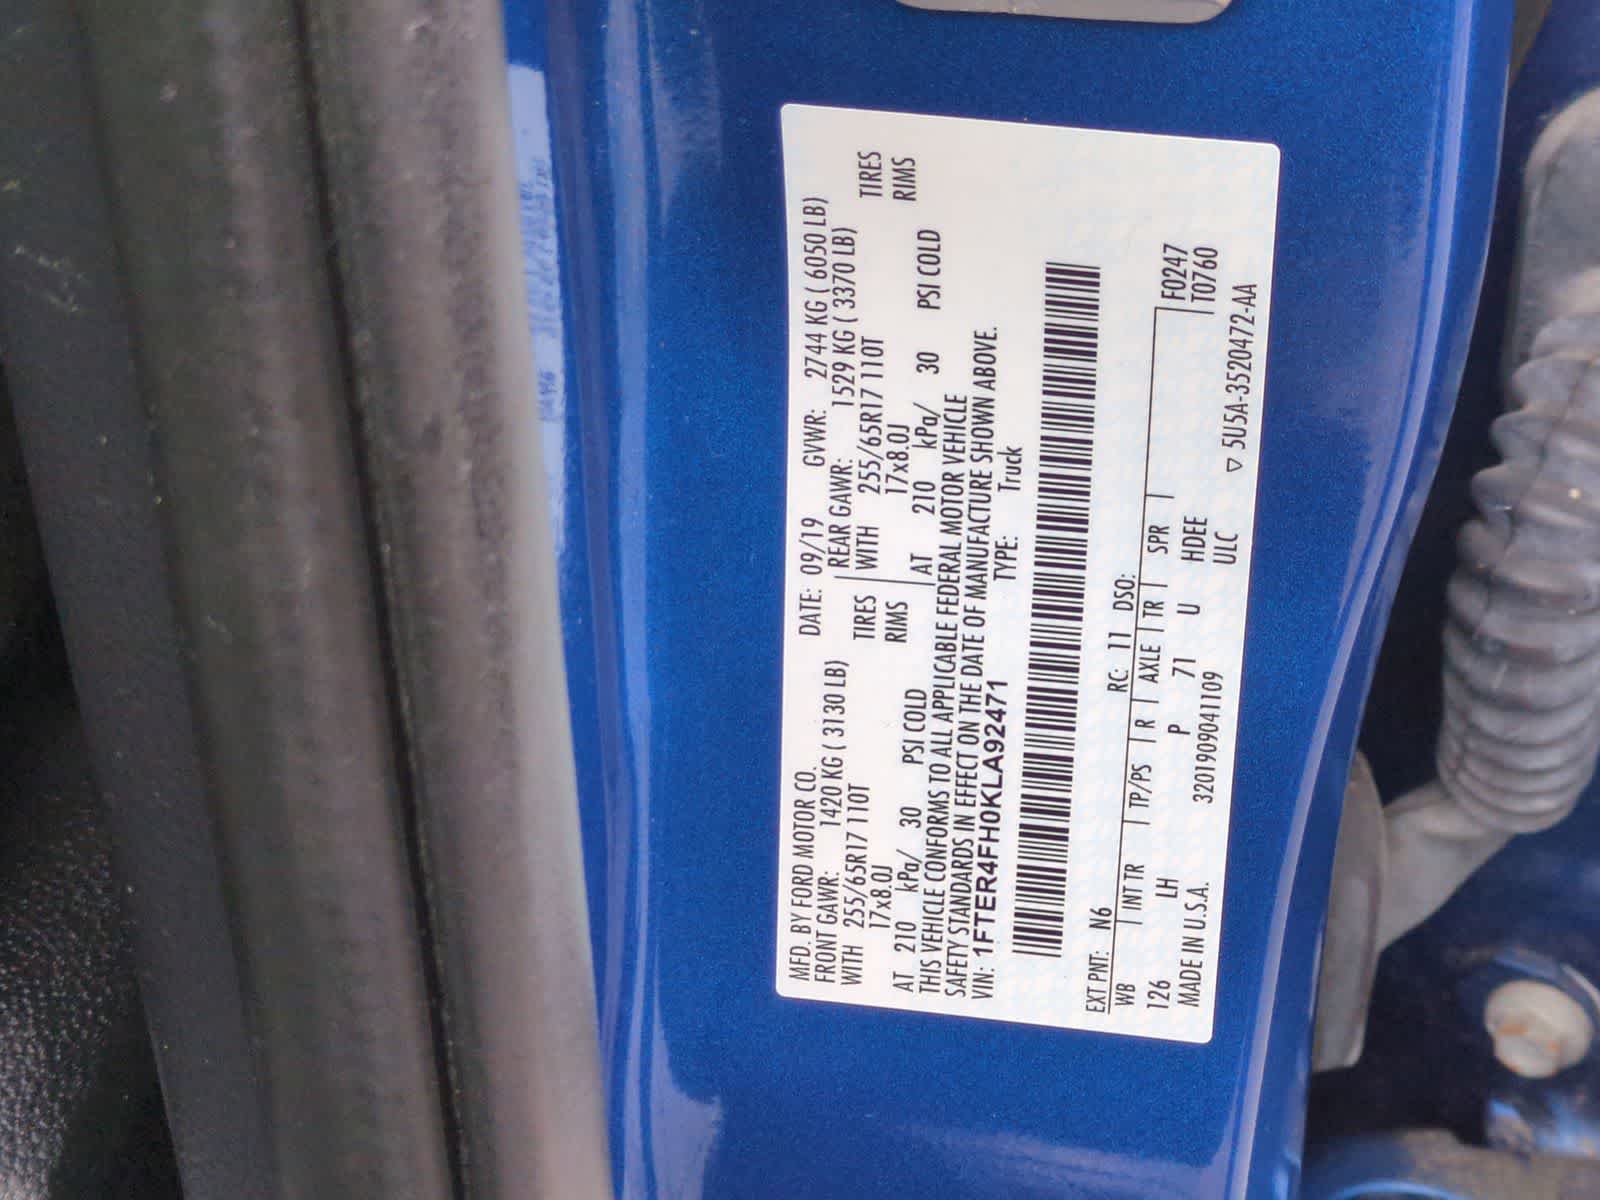 MFD. BY FORD MOTOR CO. DATE: 09/19 GVWR: 2744 KG ( 6050 LB)
FRONT GAWR: 1420 KG ( 3130 LB) REAR GAWR: 1529 KG ( 3370 LB)
WITH 255/65R17 110T TIRES WITH 255/65R17 110T TIRES
17x8.0J RIMS 17x8.0J RIMS
AT 210 kPa/ 30 PSI COLD AT 210 kPa/ 30 PSI COLD
THIS VEHICLE CONFORMS TO ALL APPLICABLE FEDERAL MOTOR VEHICLE
SAFETY STANDARDS IN EFFECT ON THE DATE OF MANUFACTURE SHOWN ABOVE.
VIN: 1FTER4FH0KLA92471 TYPE: Truck
EXT PNT: N6 RC: 11 DSO:
WB | INT TR | TP/PS | R | AXLE | TR | SPR | F0247
126 LH P 71 U HDEE T0760
MADE IN U.S.A. 3201909041109 ULC ▽ 5U5A-3520472-AA